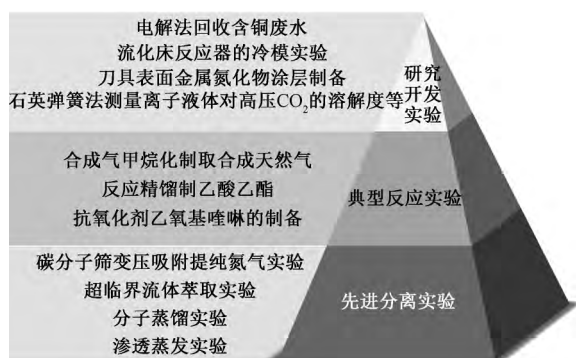 电解法回收含铜废水
流化床反应器的冷模实验
刀具表面金属氮化物涂层制备
石英弹簧法测量离子液体对高压CO₂的溶解度等
研究
开发
实验
合成气甲烷化制取合成天然气
反应精馏制乙酸乙酯
抗氧化剂乙氧基喹啉的制备
典型反应实验
碳分子筛变压吸附提纯氮气实验
超临界流体萃取实验
分子蒸馏实验
渗透蒸发实验
先进分离实验